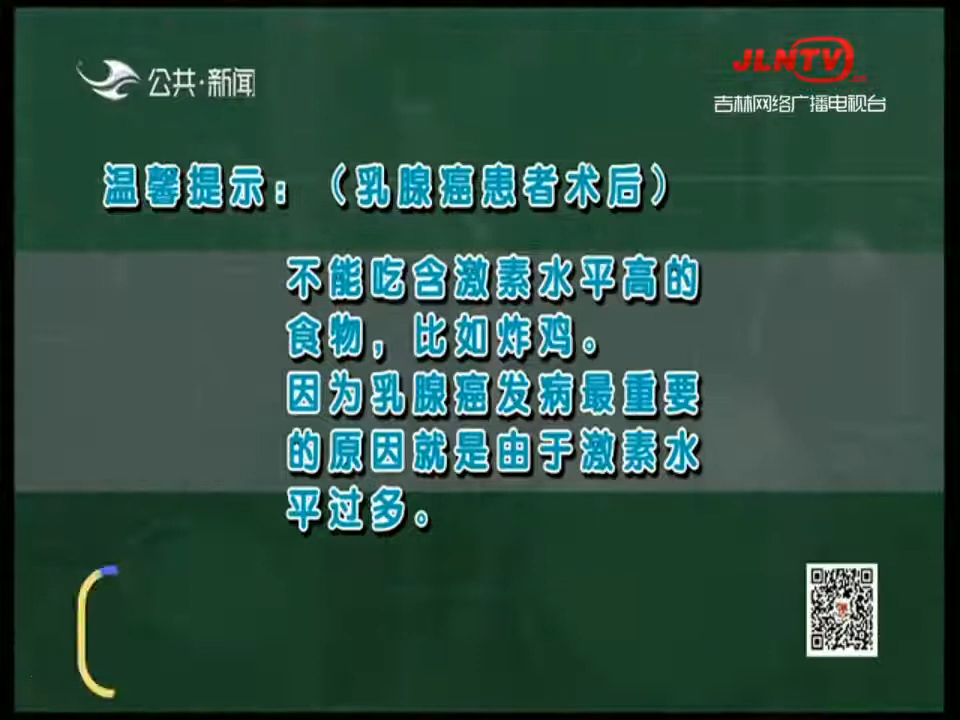 公共·新闻
JLNTV
吉林网络广播电视台
温馨提示：（乳腺癌患者术后）
不能吃含激素水平高的
食物，比如炸鸡。
因为乳腺癌发病最重要
的原因就是由于激素水
平过多。